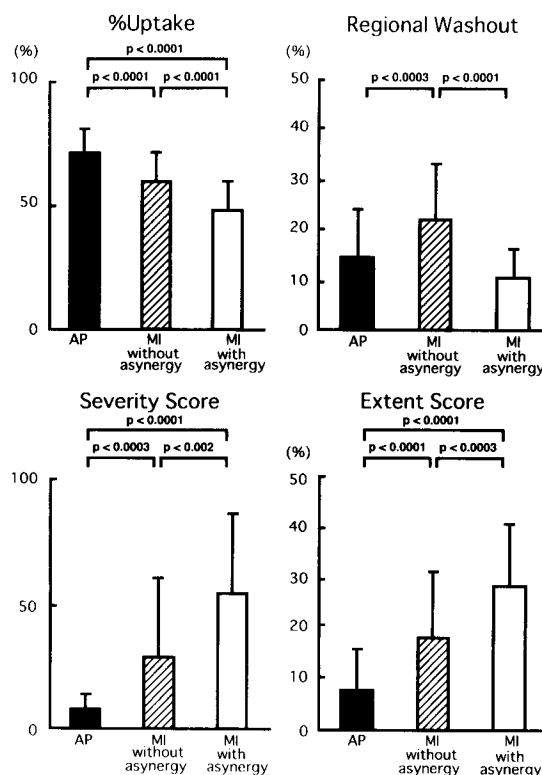 %Uptake
(%)
p < 0.0001
p < 0.0001
p < 0.0001
100
50
0
AP
MI
without
asynergy
MI
with
asynergy
Regional Washout
(%)
p < 0.0003
p < 0.0001
50
40
30
20
10
0
AP
MI
without
asynergy
MI
with
asynergy
Severity Score
p < 0.0001
p < 0.0003
p < 0.002
100
50
0
AP
MI
without
asynergy
MI
with
asynergy
Extent Score
(%)
p < 0.0001
p < 0.0001
p < 0.0003
50
40
30
20
10
0
AP
MI
without
asynergy
MI
with
asynergy